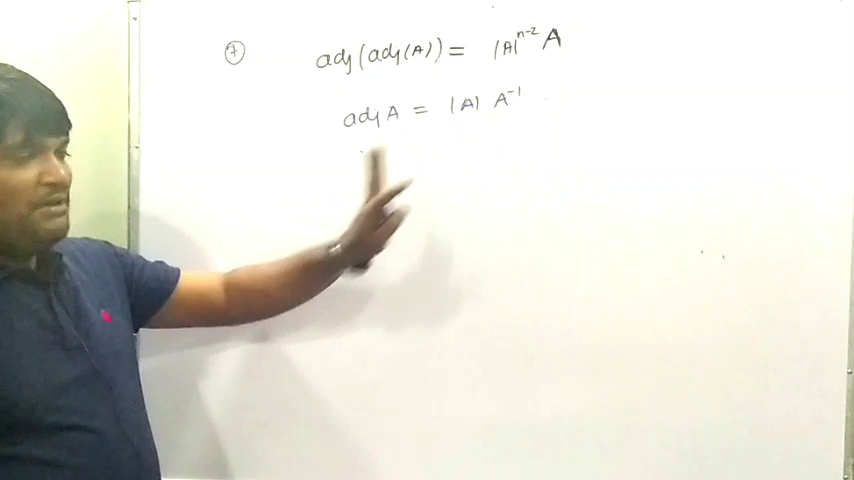 ⑦ adj(adj(A)) = |A|ⁿ⁻² A
adj A = |A| A⁻¹